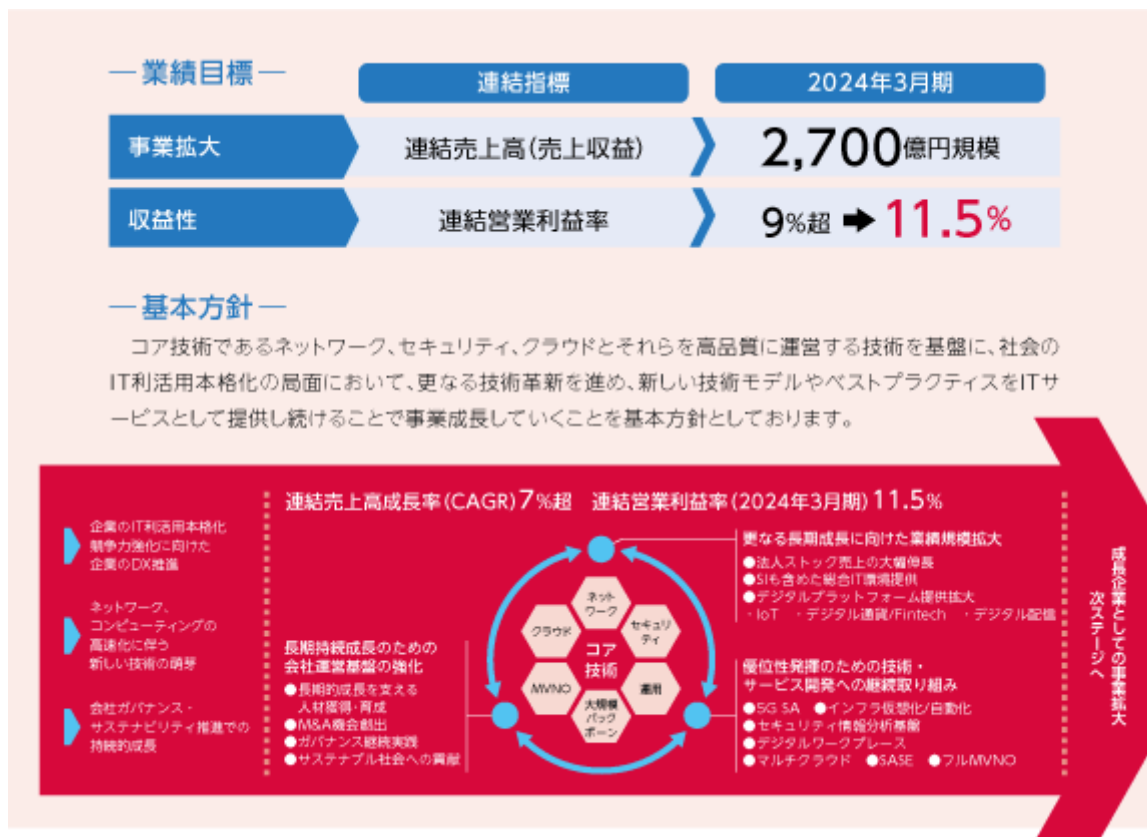 ー業績目標ー
連結指標
2024年3月期
事業拡大
連結売上高(売上収益)
2,700億円規模
収益性
連結営業利益率
9%超 ➡ 11.5%
ー基本方針ー
コア技術であるネットワーク、セキュリティ、クラウドとそれらを高品質に運営する技術を基盤に、社会の
IT利活用本格化の局面において、更なる技術革新を進め、新しい技術モデルやベストプラクティスをITサ
ービスとして提供し続けることで事業成長していくことを基本方針としております。
連結売上高成長率(CAGR)7%超 連結営業利益率(2024年3月期)11.5%
企業のIT利活用本格化
競争力強化に向けた
企業のDX推進
ネットワーク、
コンピューティングの
高速化に伴う
新しい技術の萌芽
会社ガバナンス・
サステナビリティ推進での
持続的成長
長期持続成長のための
会社運営基盤の強化
●長期的成長を支える
人材獲得・育成
●M&A機会創出
●ガバナンス継続実践
●サステナブル社会への貢献
ネット
ワーク
クラウド
セキュリ
ティ
コア
技術
MVNO
運用
大規模
バック
ボーン
更なる長期成長に向けた業績規模拡大
●法人ストック売上の大幅伸長
●SIも含めた総合IT環境提供
●デジタルプラットフォーム提供拡大
・IoT ・デジタル通貨/Fintech ・デジタル配信
優位性発揮のための技術・
サービス開発への継続取り組み
●5G SA ●インフラ仮想化/自動化
●セキュリティ情報分析基盤
●デジタルワークプレース
●マルチクラウド ●SASE ●フルMVNO
成長企業としての事業拡大
次ステージへ